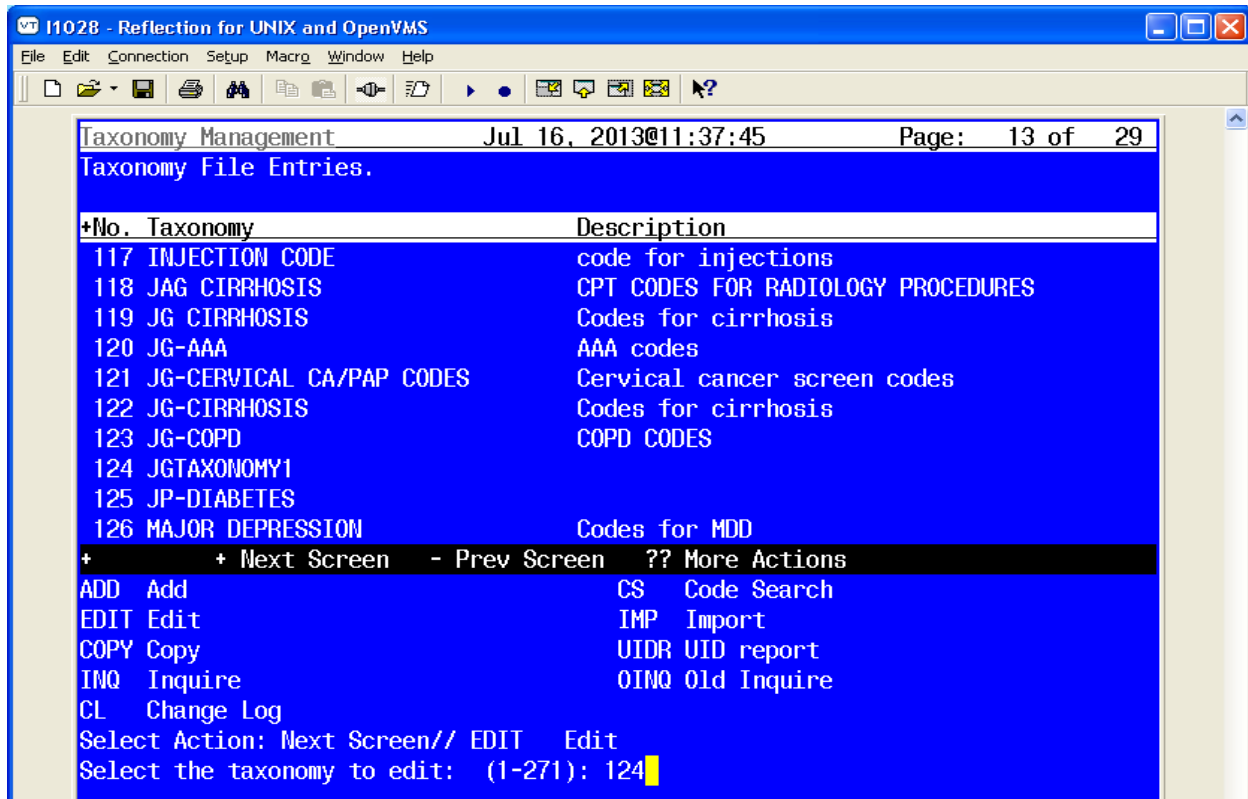 VT I1028 - Reflection for UNIX and OpenVMS
File Edit Connection Setup Macro Window Help
Taxonomy Management Jul 16, 2013@11:37:45 Page: 13 of 29
Taxonomy File Entries.
+No. Taxonomy Description
117 INJECTION CODE code for injections
118 JAG CIRRHOSIS CPT CODES FOR RADIOLOGY PROCEDURES
119 JG CIRRHOSIS Codes for cirrhosis
120 JG-AAA AAA codes
121 JG-CERVICAL CA/PAP CODES Cervical cancer screen codes
122 JG-CIRRHOSIS Codes for cirrhosis
123 JG-COPD COPD CODES
124 JGTAXONOMY1
125 JP-DIABETES
126 MAJOR DEPRESSION Codes for MDD
+ + Next Screen - Prev Screen ?? More Actions
ADD Add CS Code Search
EDIT Edit IMP Import
COPY Copy UIDR UID report
INQ Inquire OINQ Old Inquire
CL Change Log
Select Action: Next Screen// EDIT Edit
Select the taxonomy to edit: (1-271): 124